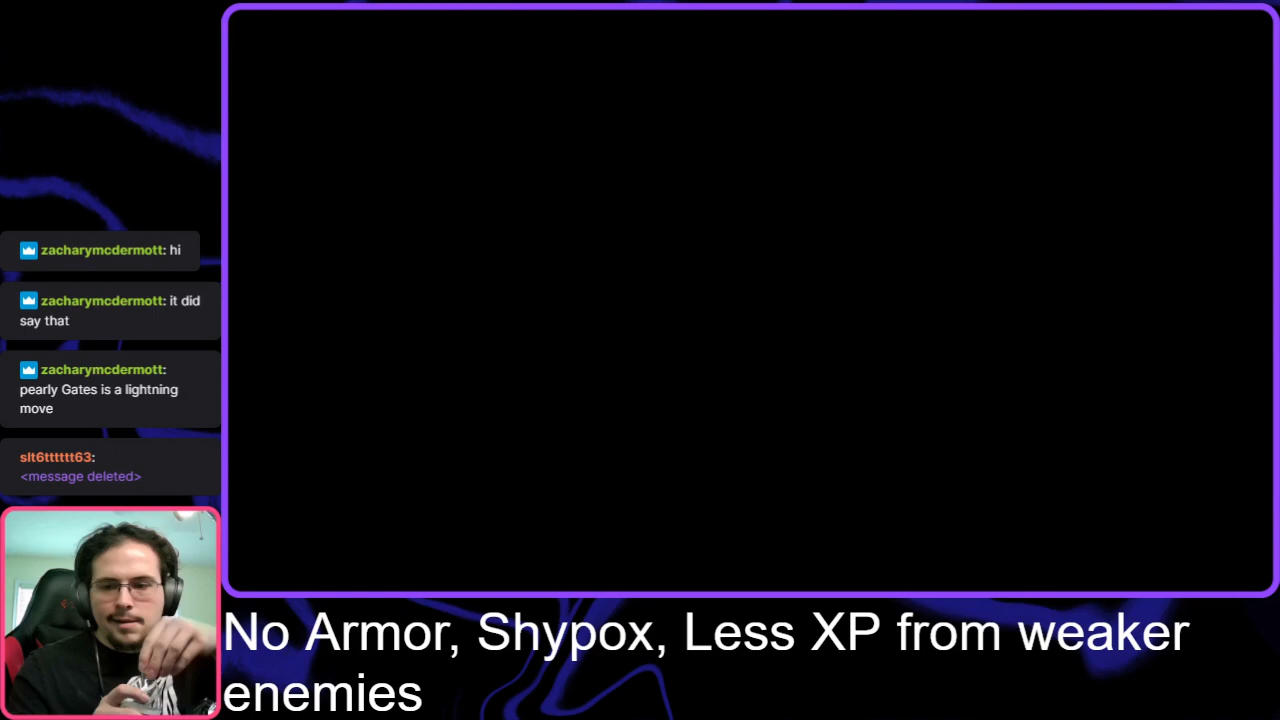 zacharymcdermott: hi
zacharymcdermott: it did
say that
zacharymcdermott:
pearly Gates is a lightning
move
slt6tttttt63:
<message deleted>
No Armor, Shypox, Less XP from weaker
enemies